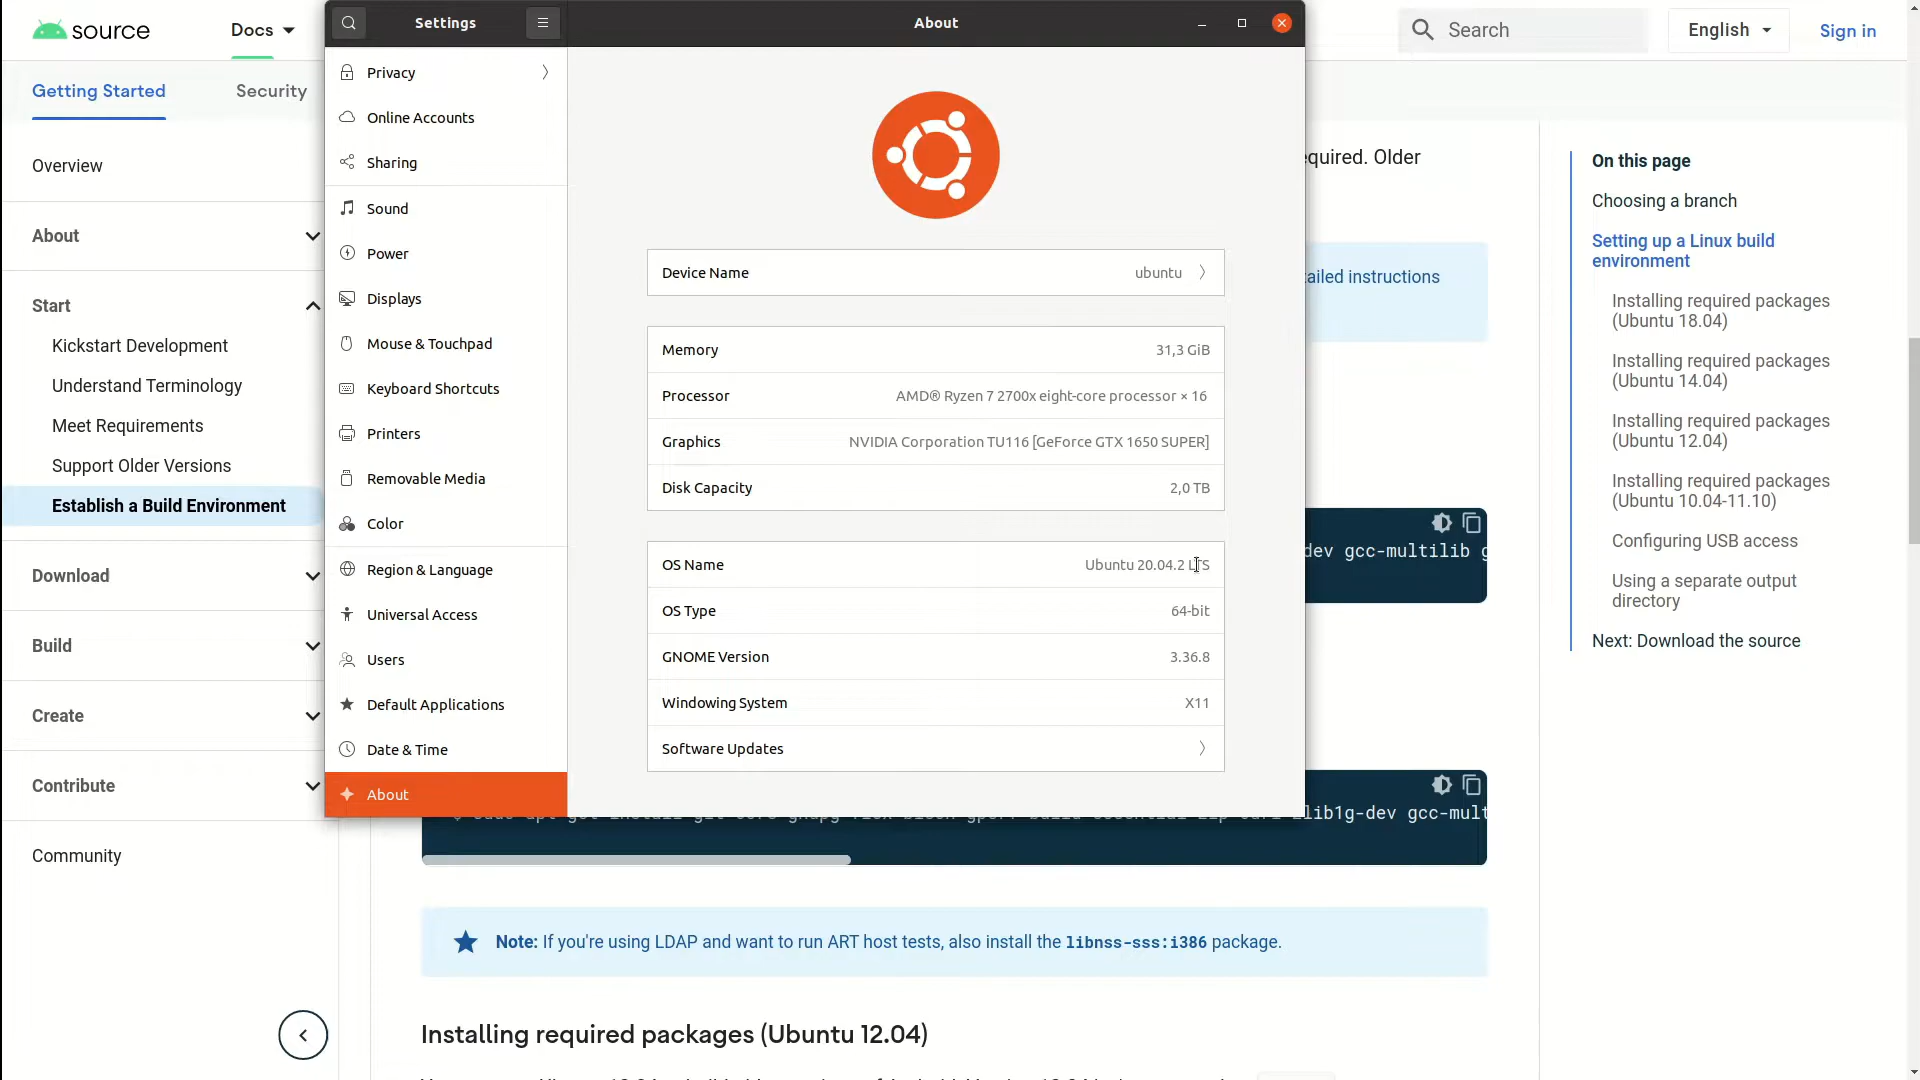 source
Docs
Search
English
Sign in
Getting Started
Security
Overview
About
Start
Kickstart Development
Understand Terminology
Meet Requirements
Support Older Versions
Establish a Build Environment
Download
Build
Create
Contribute
Community
Settings
About
Privacy
Online Accounts
Sharing
Sound
Power
Displays
Mouse & Touchpad
Keyboard Shortcuts
Printers
Removable Media
Color
Region & Language
Universal Access
Users
Default Applications
Date & Time
About
Device Name ubuntu
Memory 31,3 GiB
Processor AMD® Ryzen 7 2700x eight-core processor × 16
Graphics NVIDIA Corporation TU116 [GeForce GTX 1650 SUPER]
Disk Capacity 2,0 TB
OS Name Ubuntu 20.04.2 LTS
OS Type 64-bit
GNOME Version 3.36.8
Windowing System X11
Software Updates
equired. Older
ailed instructions
dev gcc-multilib g
lib1g-dev gcc-mult
Note: If you're using LDAP and want to run ART host tests, also install the libnss-sss:i386 package.
Installing required packages (Ubuntu 12.04)
On this page
Choosing a branch
Setting up a Linux build
environment
Installing required packages
(Ubuntu 18.04)
Installing required packages
(Ubuntu 14.04)
Installing required packages
(Ubuntu 12.04)
Installing required packages
(Ubuntu 10.04-11.10)
Configuring USB access
Using a separate output
directory
Next: Download the source